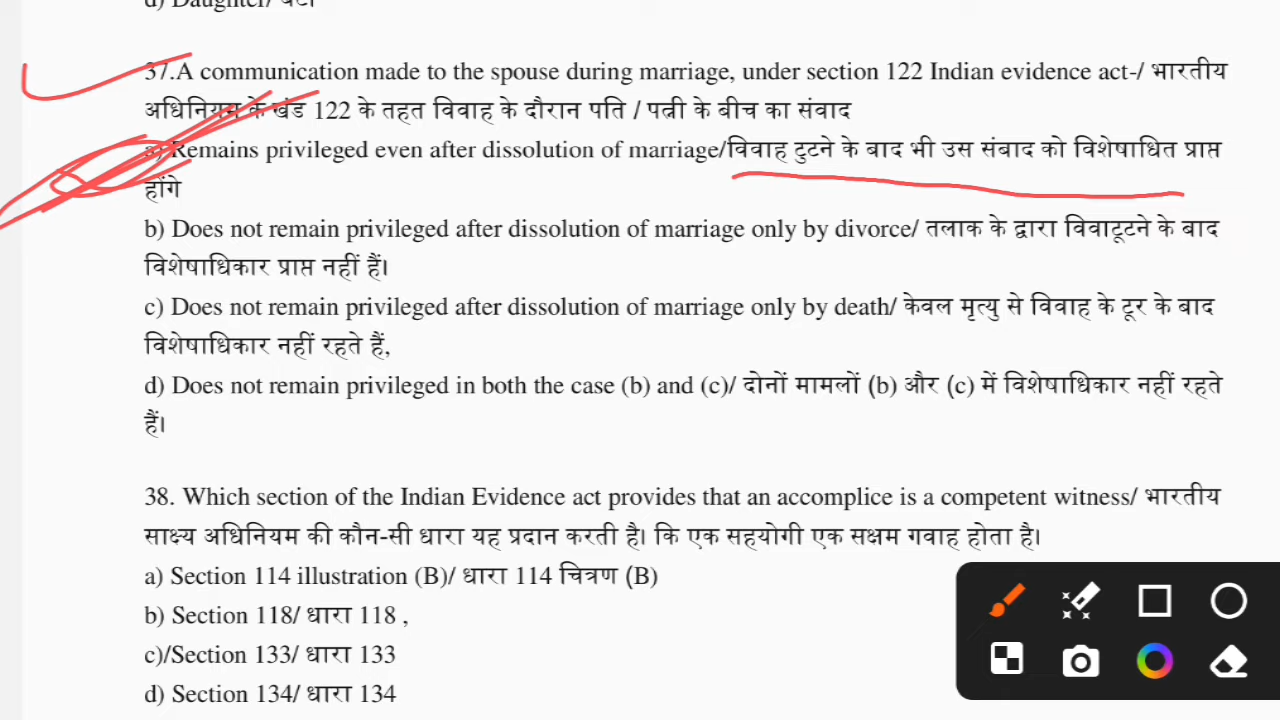 d) Daughter/ बेटी
37.A communication made to the spouse during marriage, under section 122 Indian evidence act-/ भारतीय
अधिनियम के खंड 122 के तहत विवाह के दौरान पति / पत्नी के बीच का संवाद
a) Remains privileged even after dissolution of marriage/विवाह टुटने के बाद भी उस संबाद को विशेषाधित प्राप्त
होंगे
b) Does not remain privileged after dissolution of marriage only by divorce/ तलाक के द्वारा विवाटूटने के बाद
विशेषाधिकार प्राप्त नहीं हैं।
c) Does not remain privileged after dissolution of marriage only by death/ केवल मृत्यु से विवाह के टूर के बाद
विशेषाधिकार नहीं रहते हैं,
d) Does not remain privileged in both the case (b) and (c)/ दोनों मामलों (b) और (c) में विशेषाधिकार नहीं रहते
हैं।
38. Which section of the Indian Evidence act provides that an accomplice is a competent witness/ भारतीय
साक्ष्य अधिनियम की कौन-सी धारा यह प्रदान करती है। कि एक सहयोगी एक सक्षम गवाह होता है।
a) Section 114 illustration (B)/ धारा 114 चित्रण (B)
b) Section 118/ धारा 118 ,
c)/Section 133/ धारा 133
d) Section 134/ धारा 134